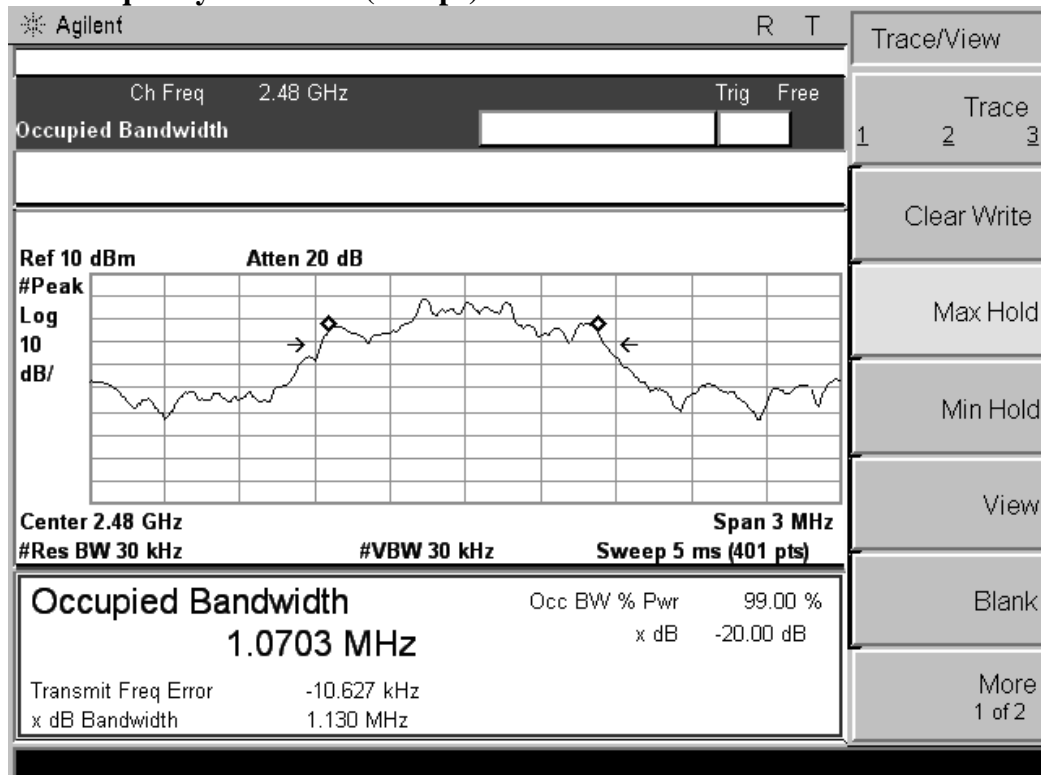 Agilent R T
Ch Freq 2.48 GHz Trig Free
Occupied Bandwidth
Ref 10 dBm Atten 20 dB
#Peak
Log
10
dB/
Center 2.48 GHz Span 3 MHz
#Res BW 30 kHz #VBW 30 kHz Sweep 5 ms (401 pts)
Occupied Bandwidth
1.0703 MHz
Occ BW % Pwr 99.00 %
x dB -20.00 dB
Transmit Freq Error -10.627 kHz
x dB Bandwidth 1.130 MHz
Trace/View
Trace
1 2 3
Clear Write
Max Hold
Min Hold
View
Blank
More
1 of 2